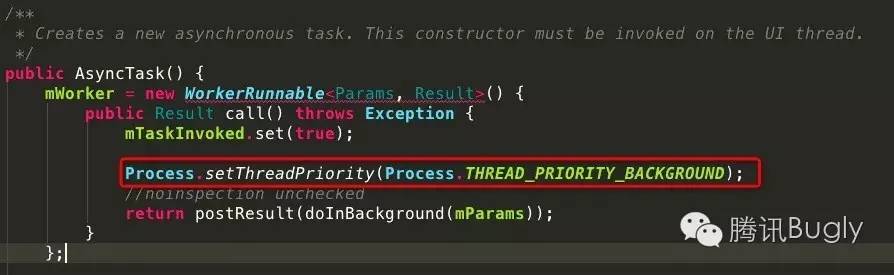 /**
 * Creates a new asynchronous task. This constructor must be invoked on the UI thread.
 */
public AsyncTask() {
    mWorker = new WorkerRunnable<Params, Result>() {
        public Result call() throws Exception {
            mTaskInvoked.set(true);
            Process.setThreadPriority(Process.THREAD_PRIORITY_BACKGROUND);
            //noinspection unchecked
            return postResult(doInBackground(mParams));
        }
    };
腾讯Bugly